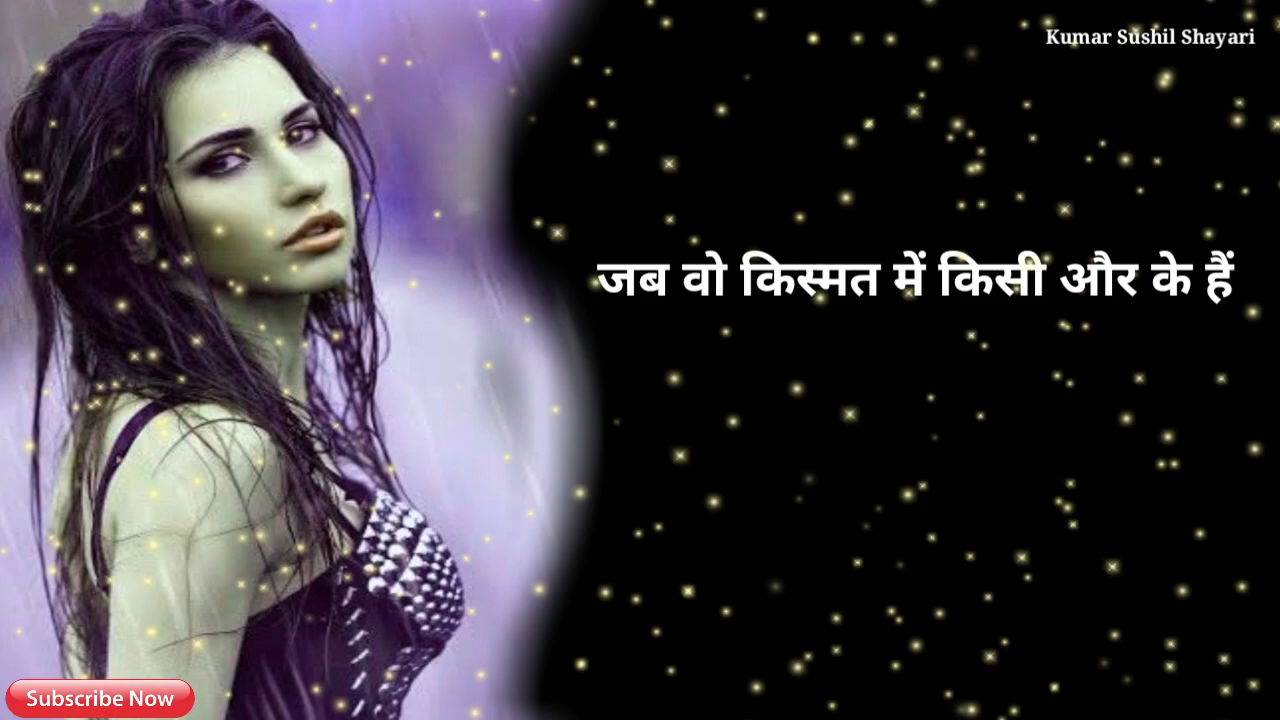 Kumar Sushil Shayari
जब वो किस्मत में किसी और के हैं
Subscribe Now